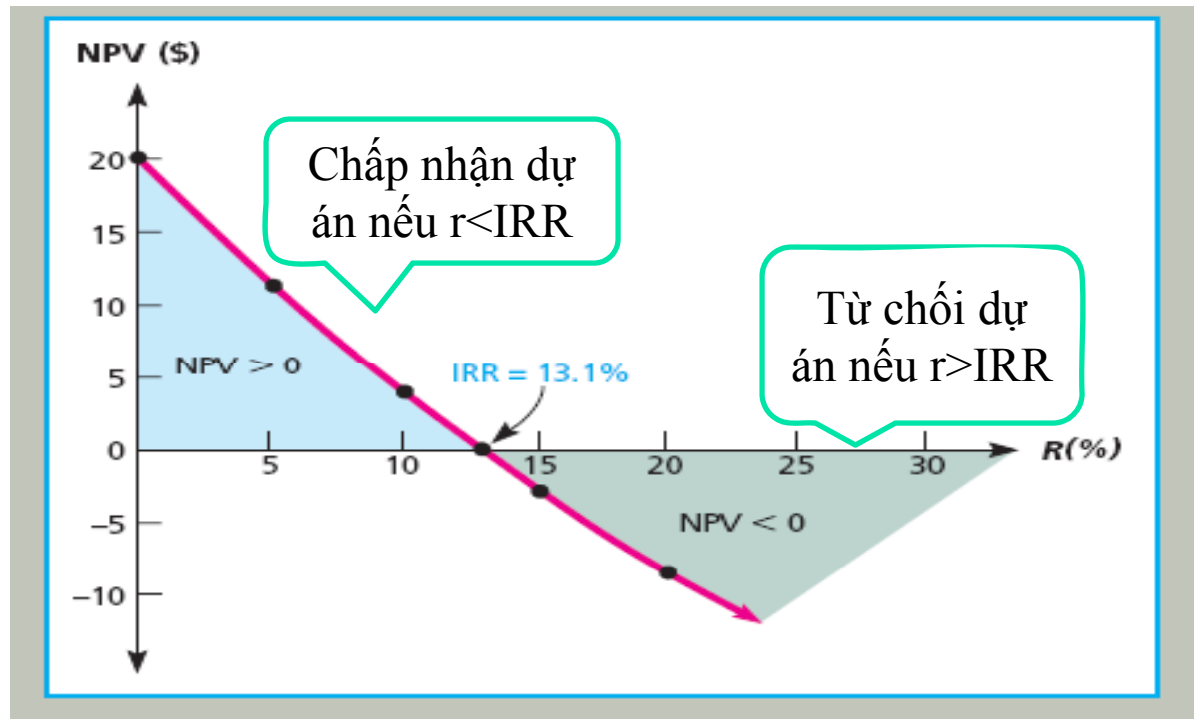 NPV ($)
20
15
10
5
0
–5
–10
Chấp nhận dự
án nếu r<IRR
Từ chối dự
án nếu r>IRR
NPV > 0
IRR = 13.1%
NPV < 0
5
10
15
20
25
30
R(%)